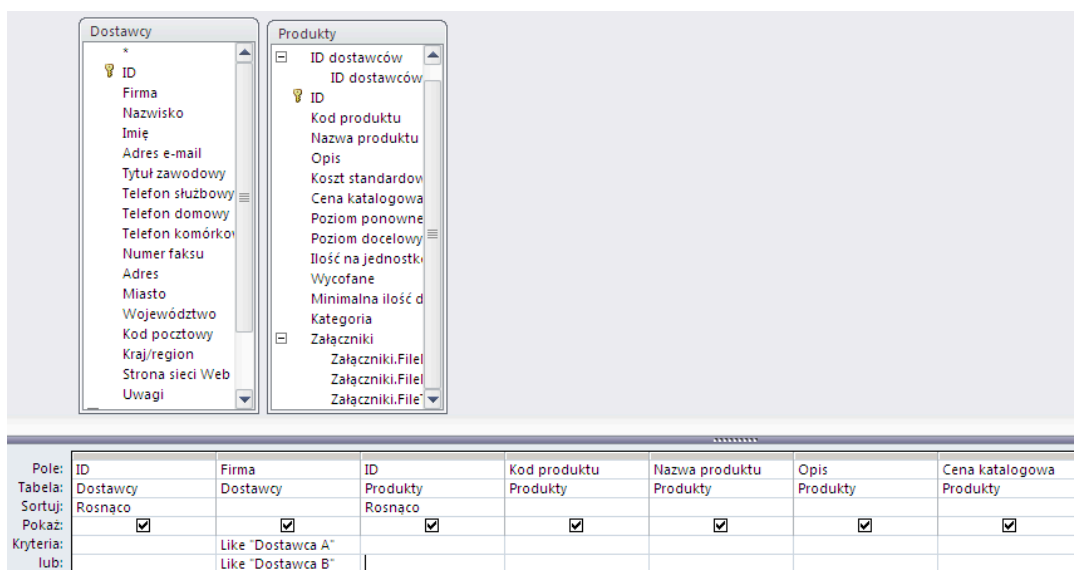 Dostawcy
*
ID
Firma
Nazwisko
Imię
Adres e-mail
Tytuł zawodowy
Telefon służbowy
Telefon domowy
Telefon komórkov
Numer faksu
Adres
Miasto
Województwo
Kod pocztowy
Kraj/region
Strona sieci Web
Uwagi
Produkty
ID dostawców
ID dostawców
ID
Kod produktu
Nazwa produktu
Opis
Koszt standardow
Cena katalogowa
Poziom ponowne
Poziom docelowy
Ilość na jednostk
Wycofane
Minimalna ilość d
Kategoria
Załączniki
Załączniki.Filel
Załączniki.Filel
Załączniki.FileT
Pole: ID Firma ID Kod produktu Nazwa produktu Opis Cena katalogowa
Tabela: Dostawcy Dostawcy Produkty Produkty Produkty Produkty Produkty
Sortuj: Rosnąco Rosnąco
Pokaż:
Kryteria: Like "Dostawca A"
lub: Like "Dostawca B"